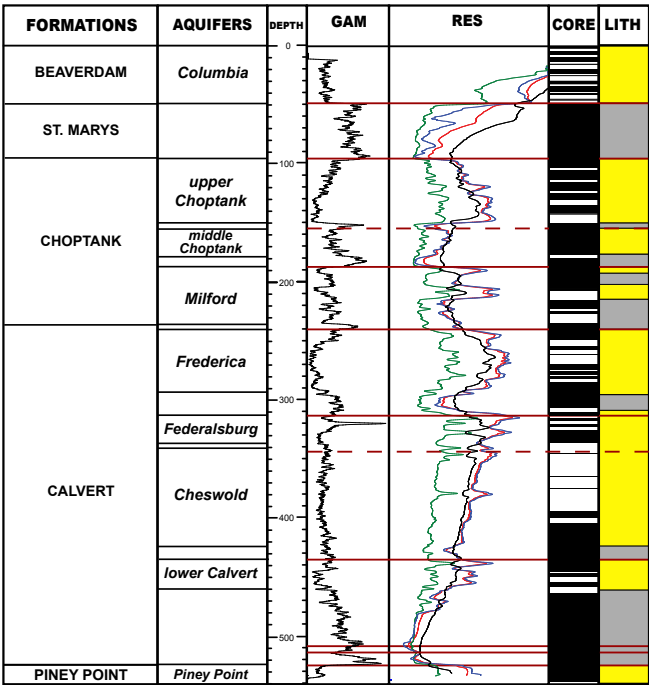 FORMATIONS AQUIFERS DEPTH GAM RES CORE LITH
0
BEAVERDAM Columbia
ST. MARYS
100
upper
Choptank
CHOPTANK
middle
Choptank
200
Milford
Frederica
300
Federalsburg
CALVERT
Cheswold
400
lower Calvert
500
PINEY POINT Piney Point